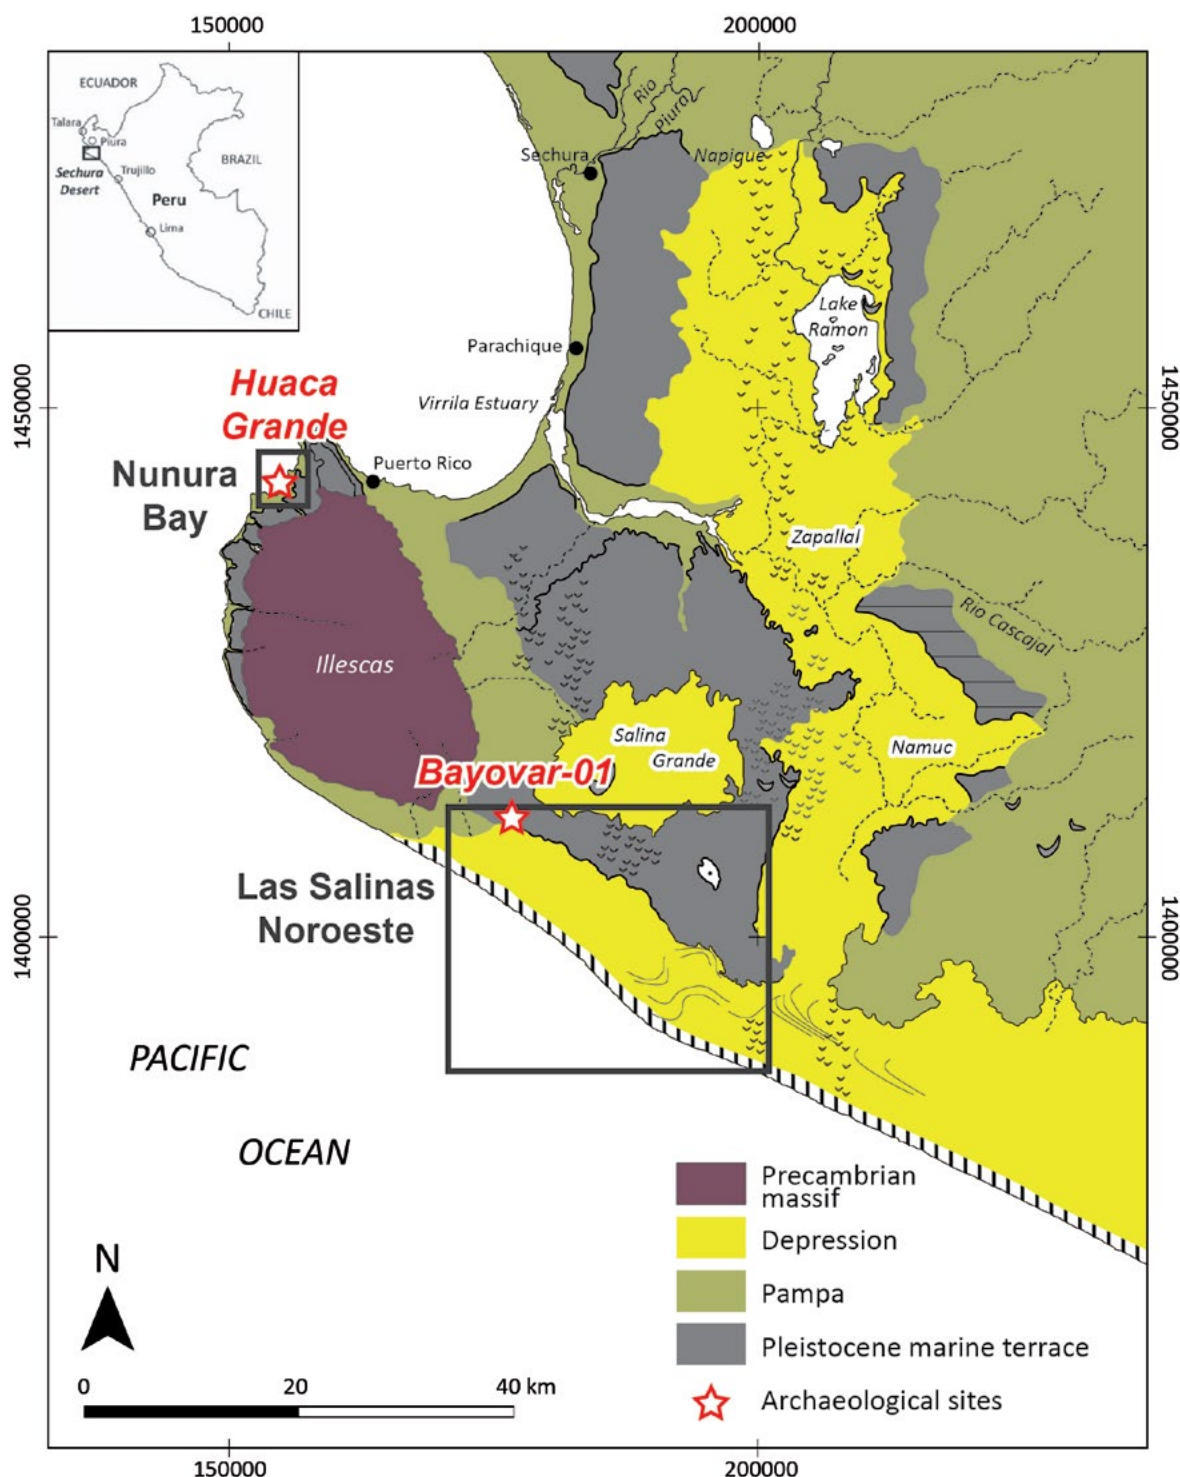 150000
200000
ECUADOR
Talara
Piura
BRAZIL
Sechura
Desert
Trujillo
Peru
Lima
CHILE
Rio
Piura
Sechura
Napique
Lake
Ramon
Parachique
Virrila Estuary
1450000
1450000
Huaca
Grande
Nunura
Bay
Puerto Rico
Zapallal
Rio Cascajal
Illescas
Salina
Grande
Namuc
Bayovar-01
Las Salinas
Noroeste
1400000
1400000
PACIFIC
OCEAN
N
0 20 40 km
Precambrian
massif
Depression
Pampa
Pleistocene marine terrace
Archaeological sites
150000
200000